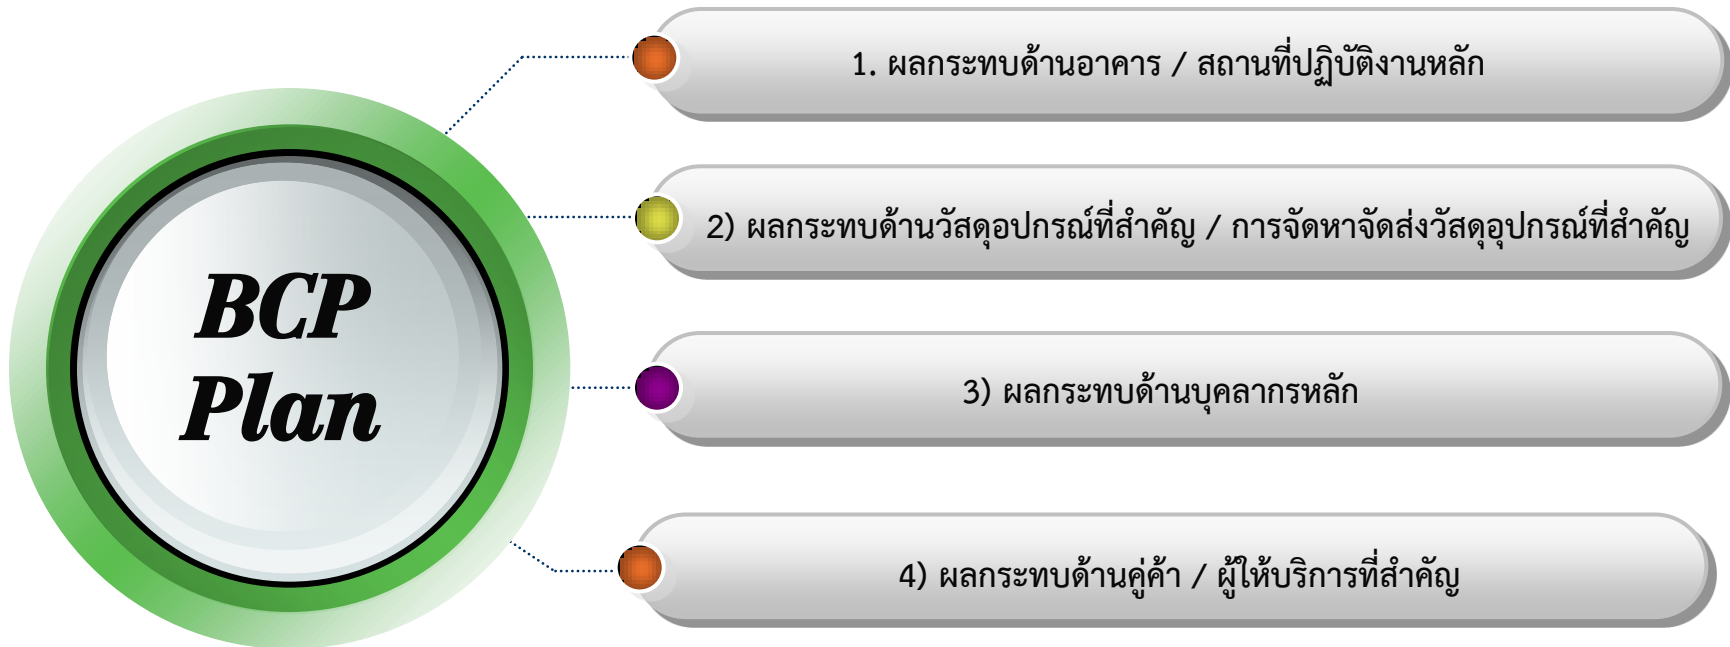 BCP
Plan
1. ผลกระทบด้านอาคาร / สถานที่ปฏิบัติงานหลัก
2) ผลกระทบด้านวัสดุอปกรณ์ที่สำคัญ / การจัดหาจัดส่งวัสดุอุปกรณ์ที่สำคัญ
3) ผลกระทบด้านบุคลากรหลัก
4) ผลกระทบด้านคู่ค้า / ผู้ให้บริการที่สำคัญ